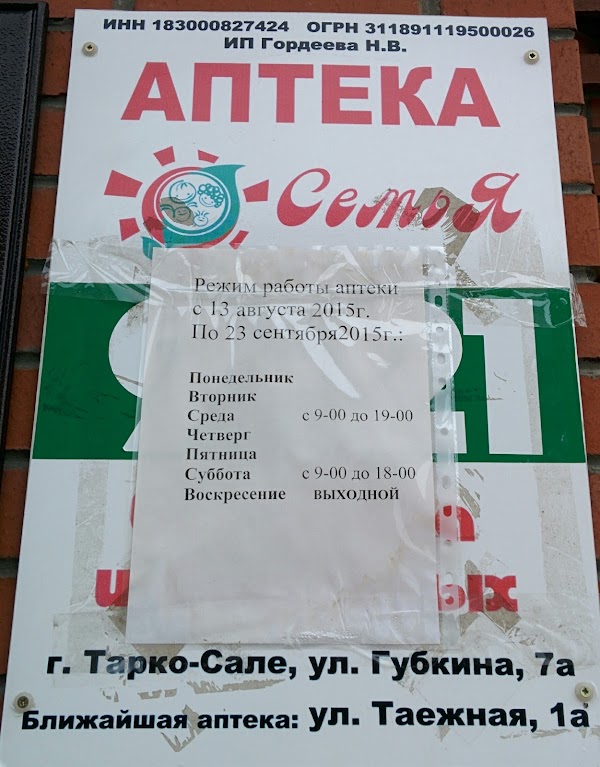 ИНН 183000827424 ОГРН 311891119500026
ИП Гордеева Н.В.
АПТЕКА
СемьЯ
Режим работы аптеки
с 13 августа 2015г.
По 23 сентября2015г.:
Понедельник
Вторник
Среда с 9-00 до 19-00
Четверг
Пятница
Суббота с 9-00 до 18-00
Воскресение ВЫХОДНОЙ
г. Тарко-Сале, ул. Губкина, 7а
Ближайшая аптека: ул. Таежная, 1а